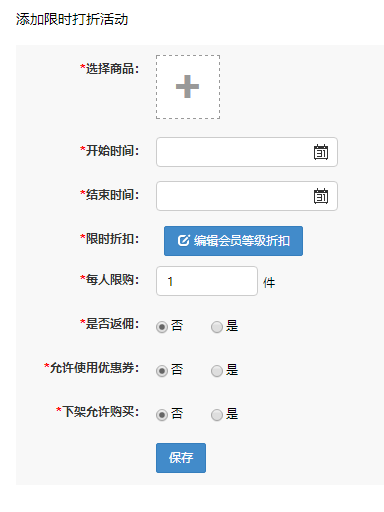 添加限时打折活动
*选择商品:
*开始时间:
31
*结束时间:
31
*限时折扣: 编辑会员等级折扣
*每人限购: 1 件
*是否返佣: 否 是
*允许使用优惠券: 否 是
*下架允许购买: 否 是
保存